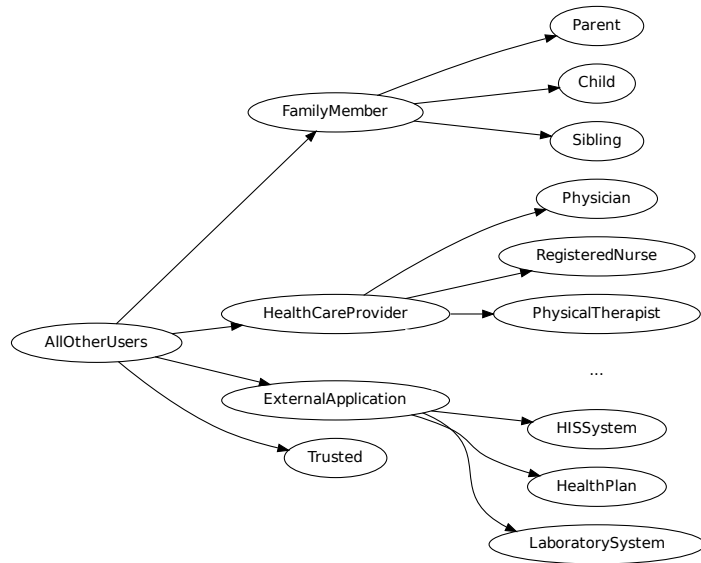 Parent
Child
FamilyMember
Sibling
Physician
RegisteredNurse
HealthCareProvider
PhysicalTherapist
AllOtherUsers
...
ExternalApplication
HISSystem
Trusted
HealthPlan
LaboratorySystem